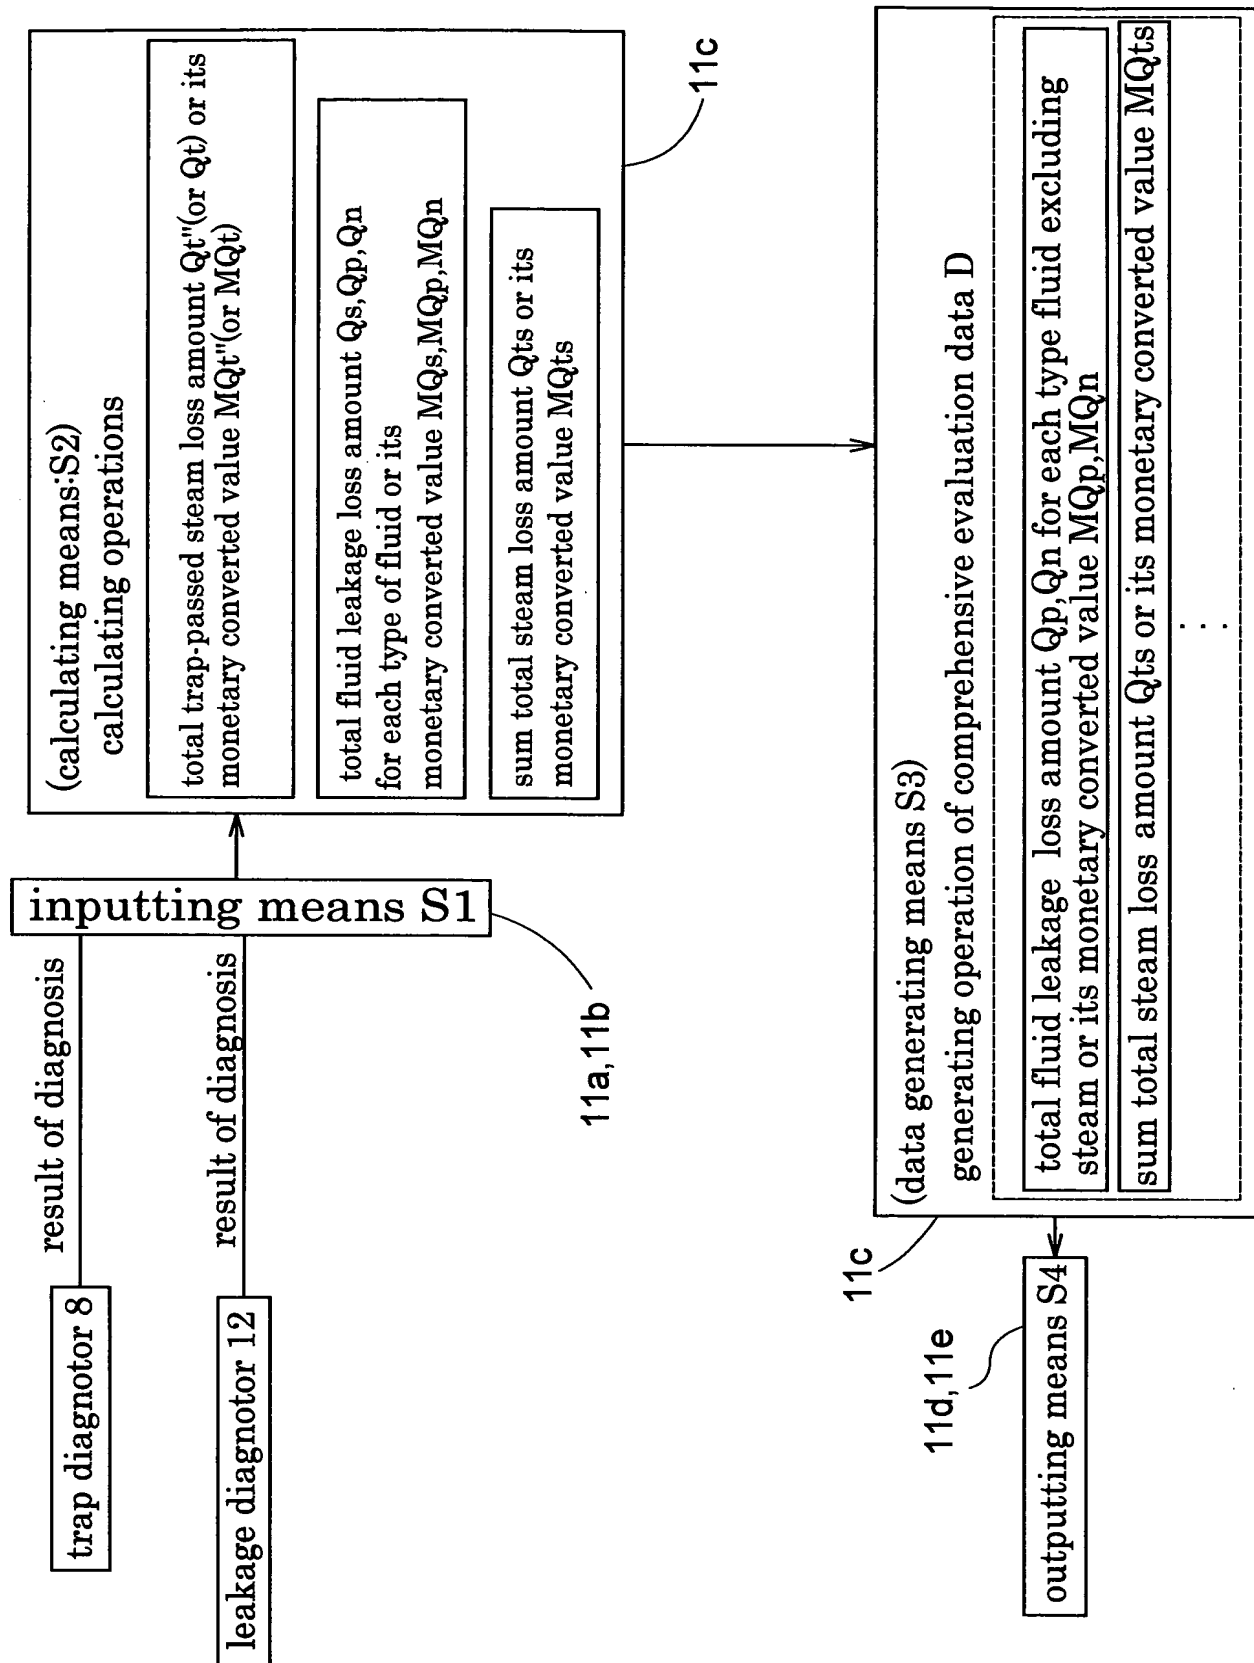 trap diagnotor 8
result of diagnosis
leakage diagnotor 12
result of diagnosis
inputting means S1
11a,11b
(calculating means:S2)
calculating operations
total trap-passed steam loss amount Qt"(or Qt) or its
monetary converted value MQt"(or MQt)
total fluid leakage loss amount Qs,Qp,Qn
for each type of fluid or its
monetary converted value MQs,MQp,MQn
sum total steam loss amount Qts or its
monetary converted value MQts
11c
(data generating means S3)
generating operation of comprehensive evaluation data D
total fluid leakage loss amount Qp,Qn for each type fluid excluding
steam or its monetary converted value MQp,MQn
sum total steam loss amount Qts or its monetary converted value MQts
. . .
11c
outputting means S4
11d,11e